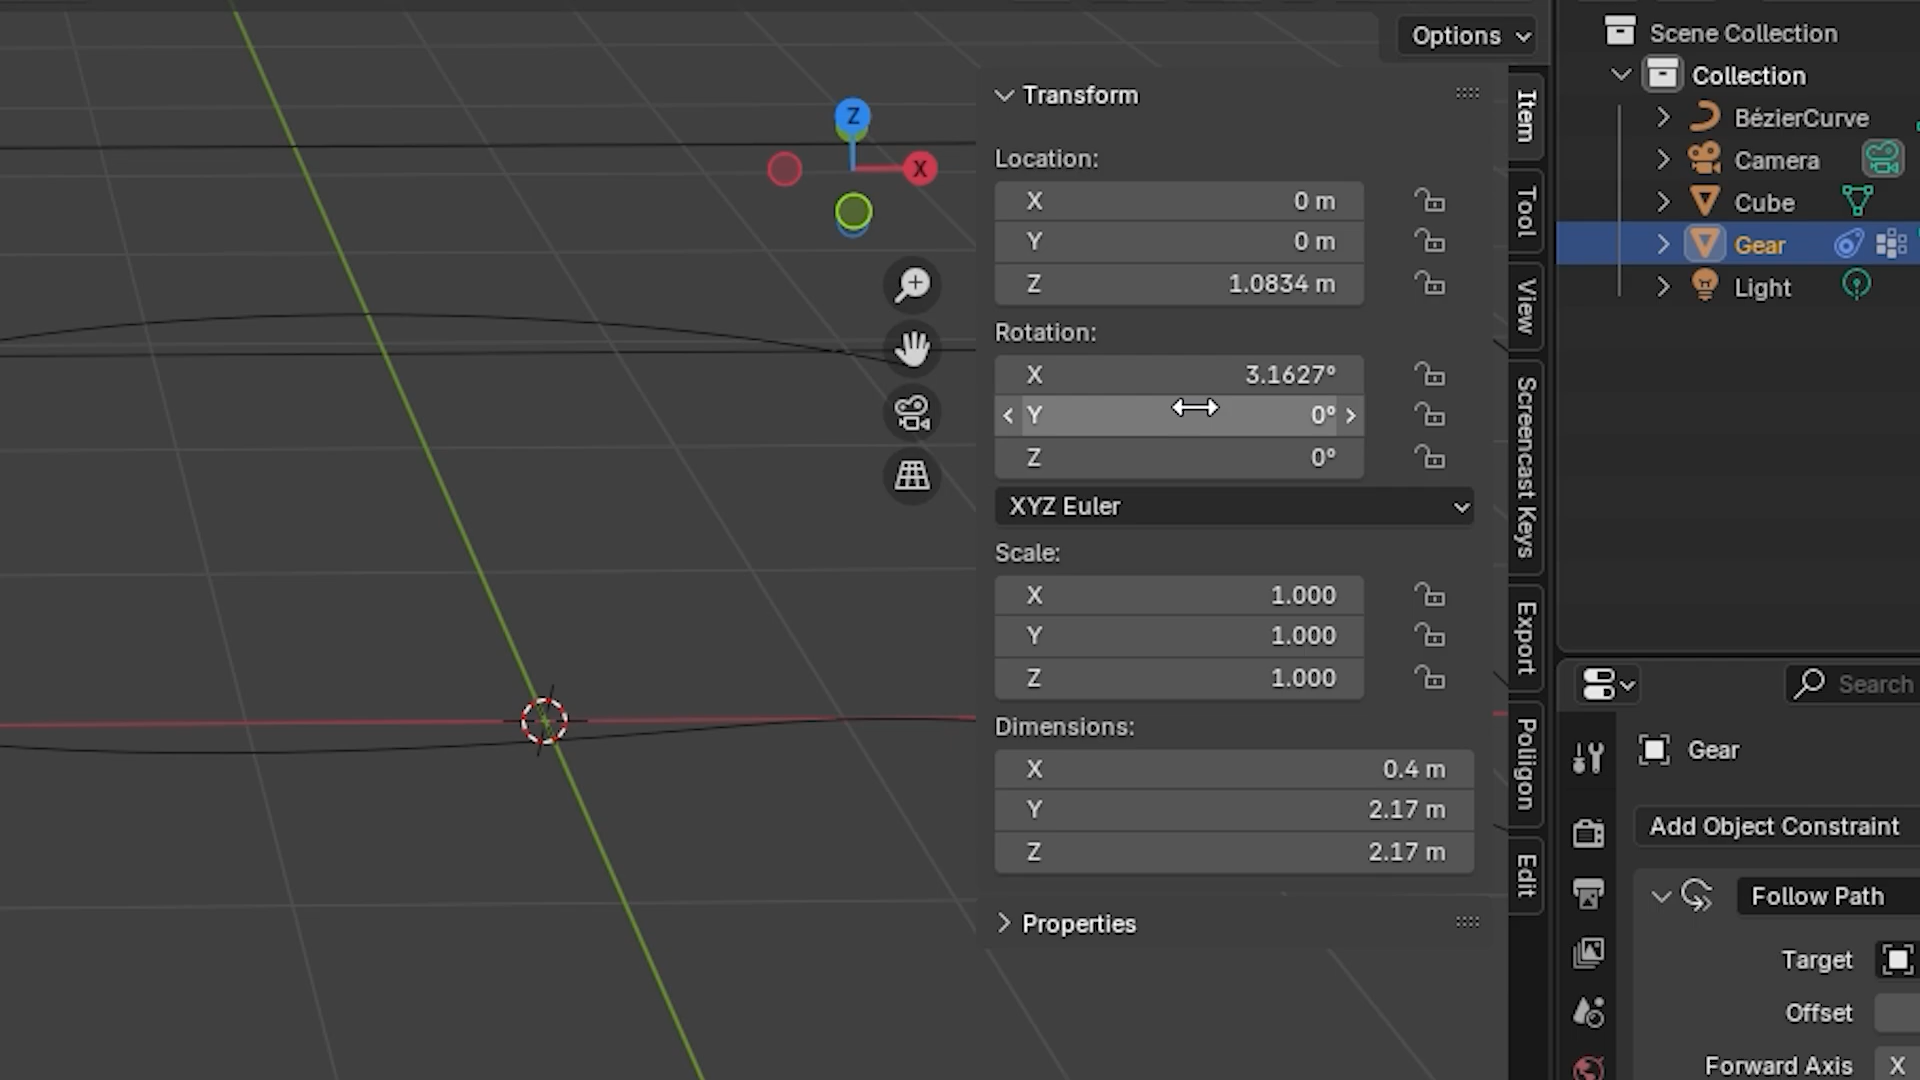 Options
Transform
Location:
X 0 m
Y 0 m
Z 1.0834 m
Rotation:
X 3.1627°
Y 0°
Z 0°
XYZ Euler
Scale:
X 1.000
Y 1.000
Z 1.000
Dimensions:
X 0.4 m
Y 2.17 m
Z 2.17 m
Properties
Z
X
Item
Tool
View
Screencast Keys
Export
Poliigon
Edit
Scene Collection
Collection
BézierCurve
Camera
Cube
Gear
Light
Search
Gear
Add Object Constraint
Follow Path
Target
Offset
Forward Axis X